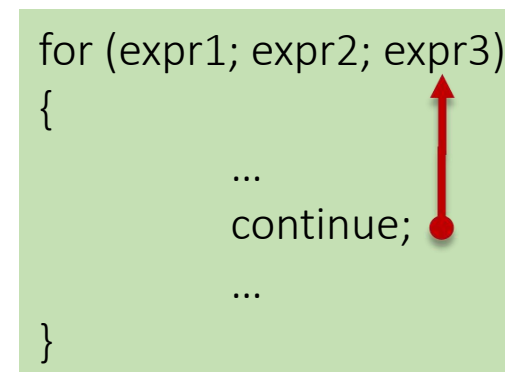 for (expr1; expr2; expr3)
{
…
continue;
…
}